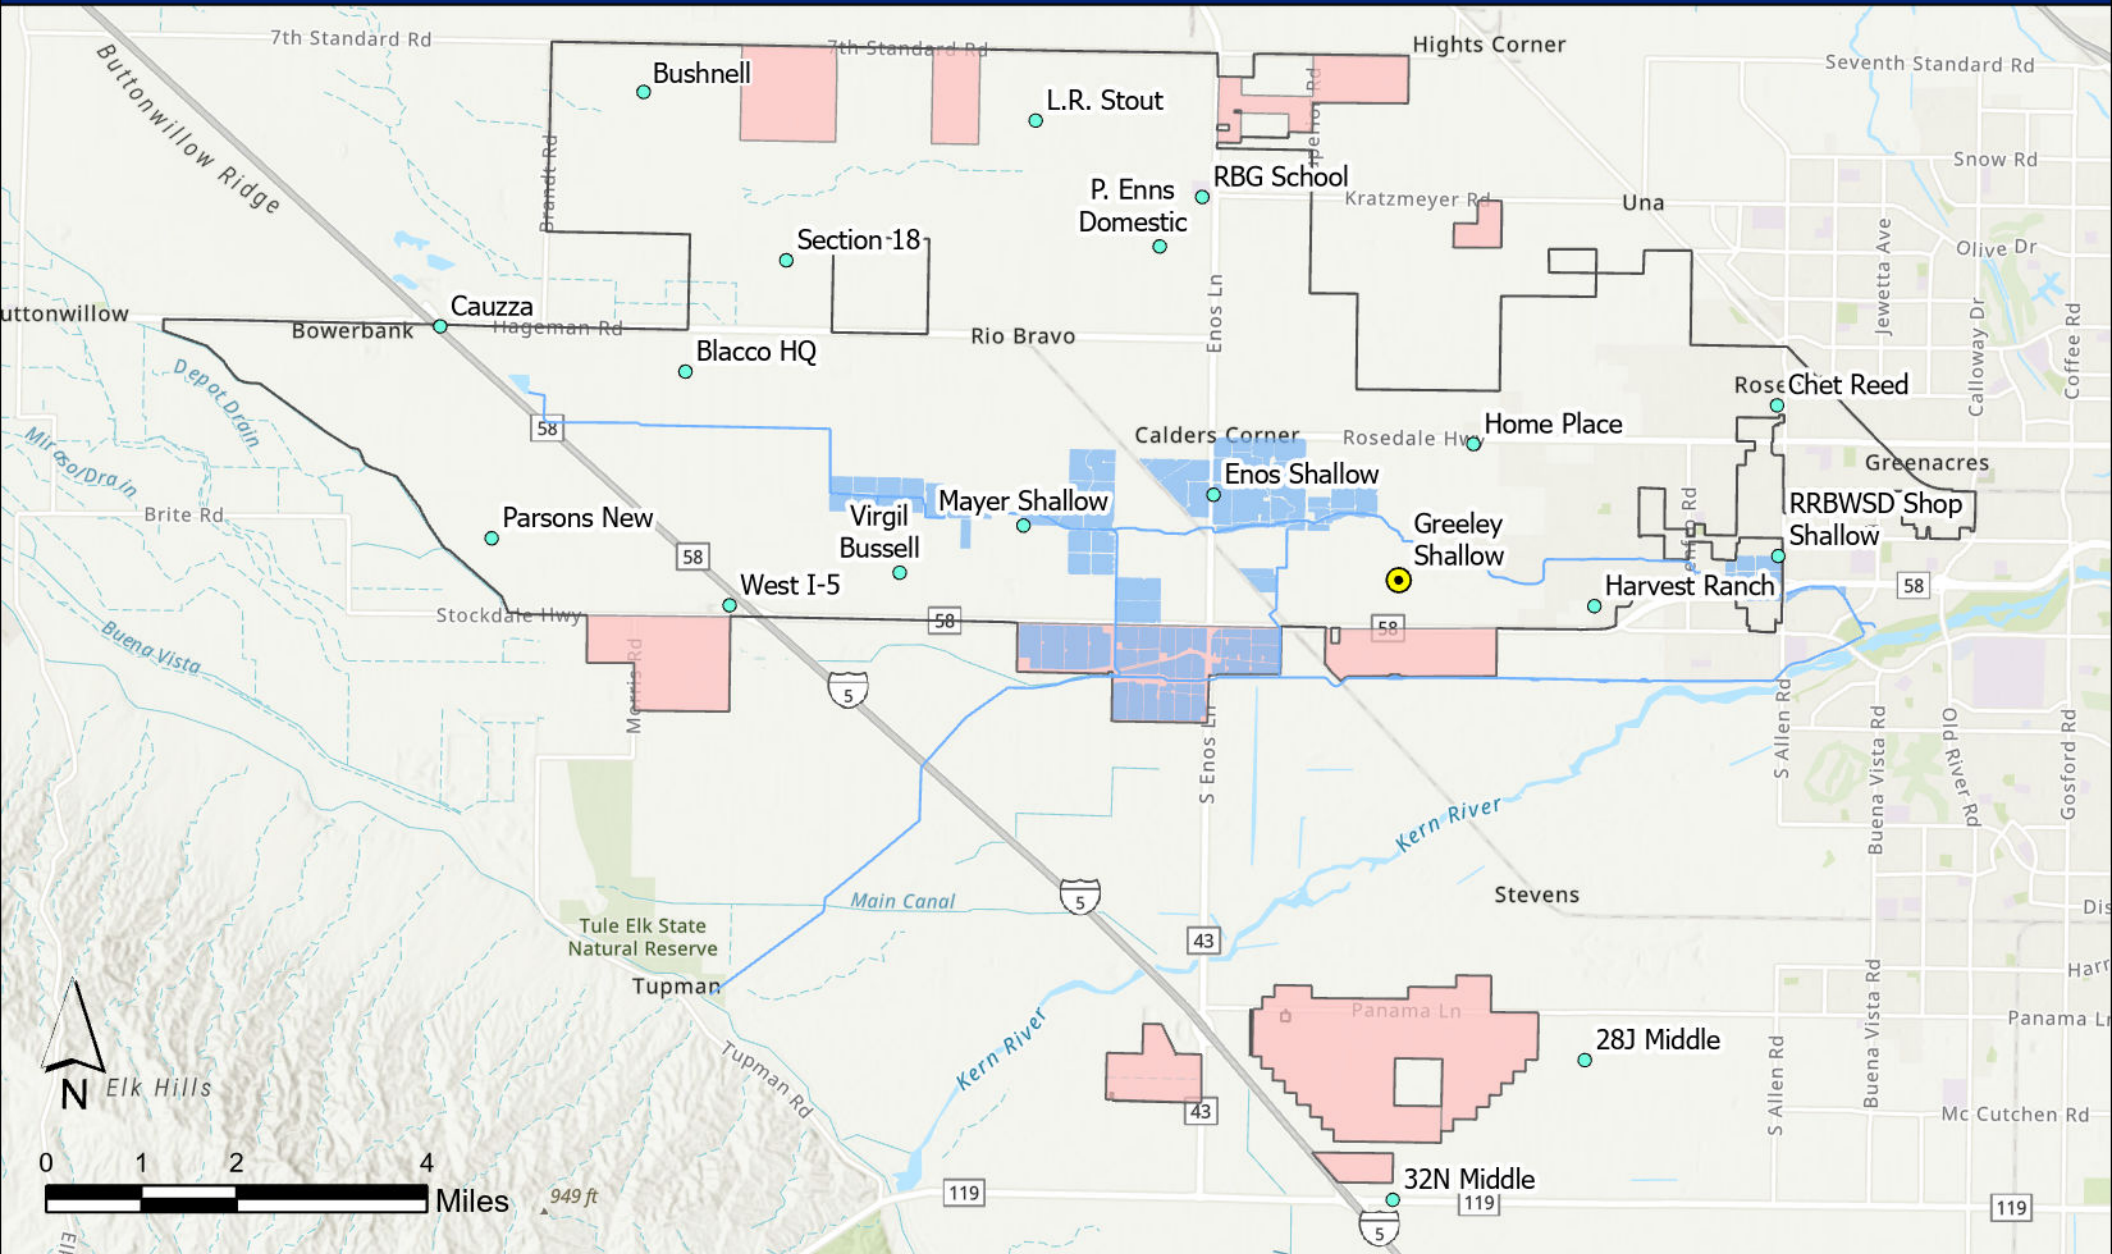 7th Standard Rd
7th Standard Rd
Hights Corner
Seventh Standard Rd
Buttonwillow Ridge
Bushnell
L.R. Stout
Snow Rd
Brandt Rd
RBG School
P. Enns
Domestic
Kratzmeyer Rd
Una
Section 18
Olive Dr
Jewetta Ave
Calloway Dr
Coffee Rd
Enos Ln
Cauzza
uttonwillow
Bowerbank
Hageman Rd
Rio Bravo
Blacco HQ
Depot Drain
Rose
Chet Reed
58
Calders Corner
Rosedale Hwy
Home Place
Greenacres
Drain
Enos Shallow
Brite Rd
Parsons New
Mayer Shallow
Virgil
Bussell
Greeley
Shallow
RRBWSD Shop
Shallow
58
West I-5
Harvest Ranch
58
Stockdale Hwy
58
58
Buena Vista
Morris Rd
5
S Enos Ln
S Allen Rd
Buena Vista Rd
Old River Rd
Gosford Rd
Kern River
Main Canal
5
Stevens
Tule Elk State
Natural Reserve
43
Tupman
Harr
Panama Ln
Panama Ln
Kern River
Tupman Rd
28J Middle
S Allen Rd
Buena Vista Rd
N
Elk Hills
43
Mc Cutchen Rd
0 1 2 4
Miles
949 ft
119
32N Middle
119
119
5